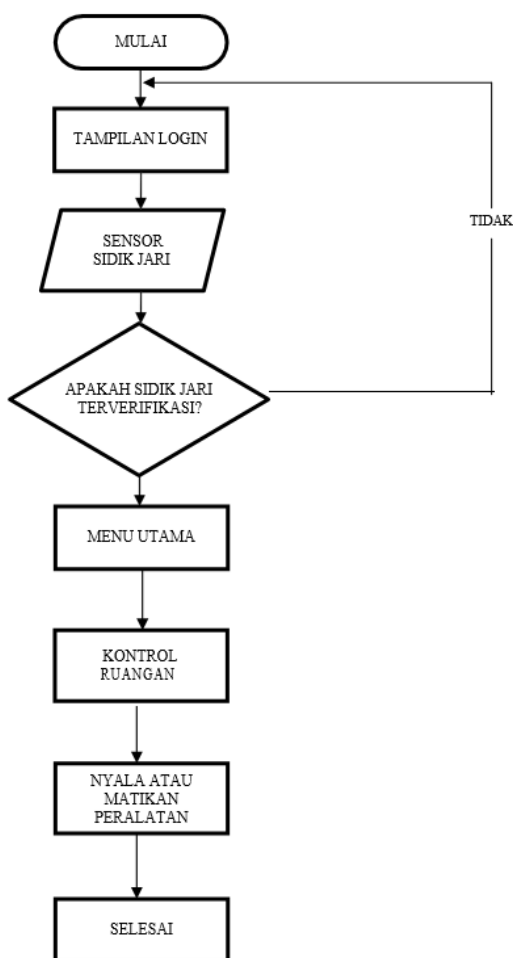 MULAI
TAMPILAN LOGIN
TIDAK
SENSOR
SIDIK JARI
APAKAH SIDIK JARI
TERVERIFIKASI?
MENU UTAMA
KONTROL
RUANGAN
NYALA ATAU
MATIKAN
PERALATAN
SELESAI